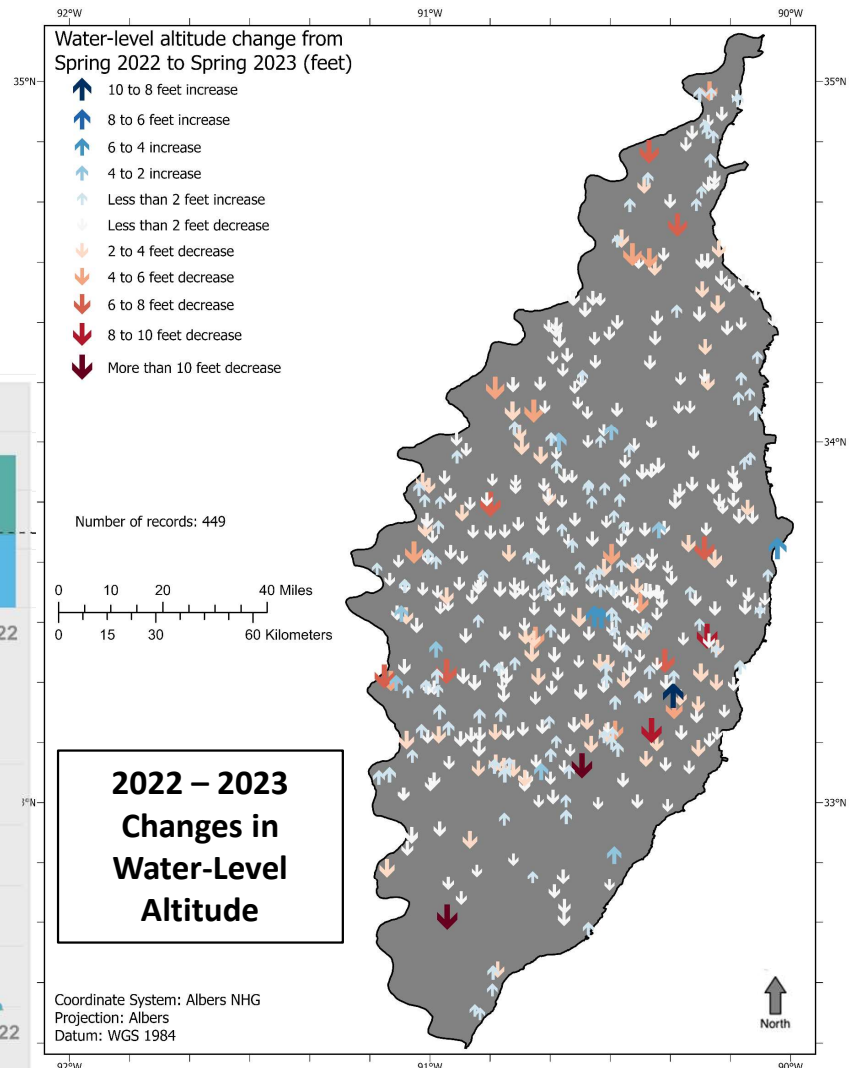 92°W 91°W 90°W
Water-level altitude change from
Spring 2022 to Spring 2023 (feet)
35°N 35°N
10 to 8 feet increase
8 to 6 feet increase
6 to 4 increase
4 to 2 increase
Less than 2 feet increase
Less than 2 feet decrease
2 to 4 feet decrease
4 to 6 feet decrease
6 to 8 feet decrease
8 to 10 feet decrease
More than 10 feet decrease
34°N
Number of records: 449
0 10 20 40 Miles
0 15 30 60 Kilometers
22
2022 – 2023
Changes in
Water-Level
Altitude
3°N 33°N
Coordinate System: Albers NHG
Projection: Albers
Datum: WGS 1984
North
22
92°W 91°W 90°W